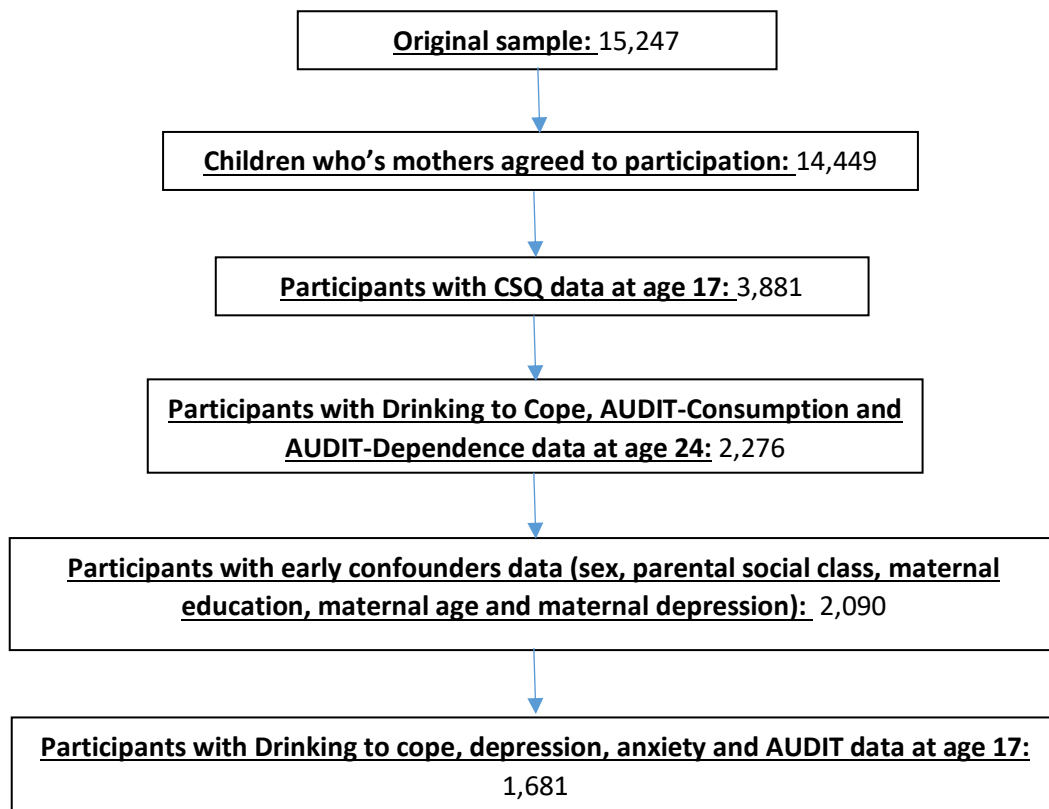 Original sample: 15,247
Children who's mothers agreed to participation: 14,449
Participants with CSQ data at age 17: 3,881
Participants with Drinking to Cope, AUDIT-Consumption and
AUDIT-Dependence data at age 24: 2,276
Participants with early confounders data (sex, parental social class, maternal
education, maternal age and maternal depression): 2,090
Participants with Drinking to cope, depression, anxiety and AUDIT data at age 17:
1,681